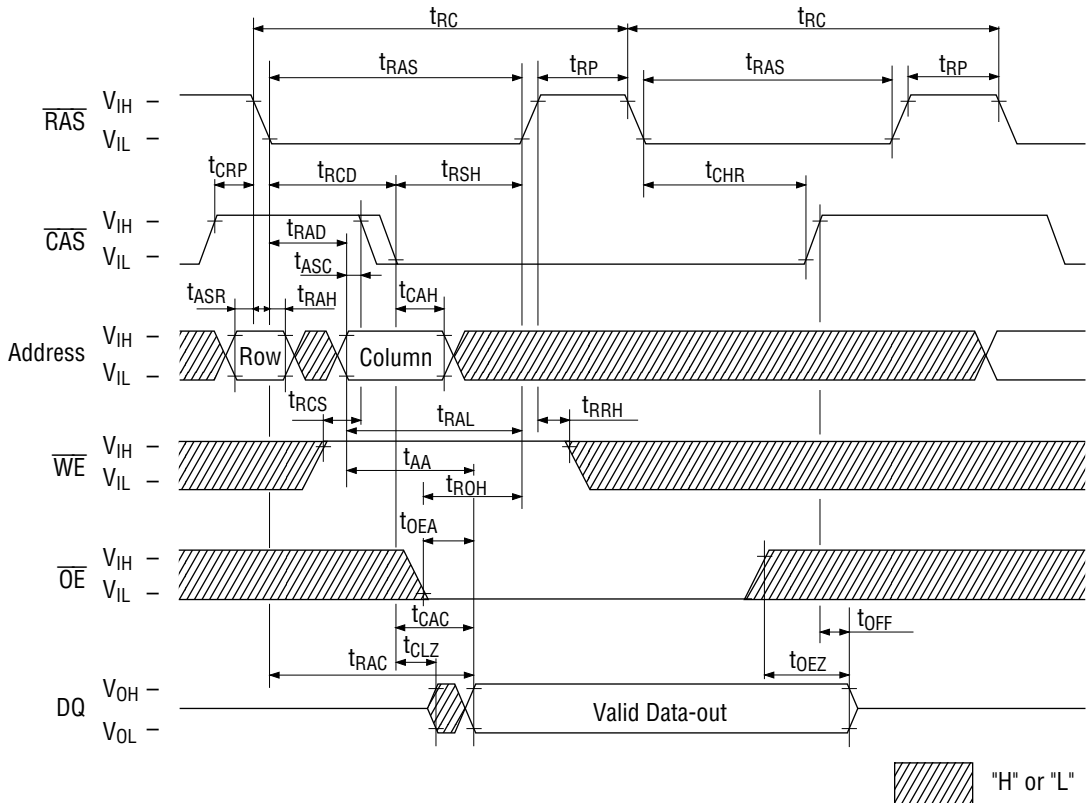 tRC tRC
tRAS tRP tRAS tRP
RAS VIH –
VIL –
tCRP tRCD tRSH tCHR
CAS VIH –
VIL –
tRAD
tASC
tASR tRAH tCAH
Address VIH –
VIL –
Row Column
tRCS tRAL tRRH
WE VIH –
VIL –
tAA
tROH
tOEA
OE VIH –
VIL –
tCAC tOFF
tRAC tCLZ tOEZ
DQ VOH –
VOL –
Valid Data-out
"H" or "L"